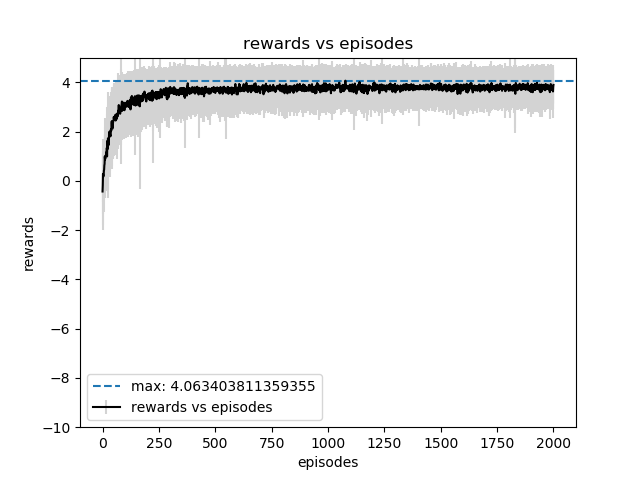 rewards vs episodes
4
2
0
−2
−4
−6
−8
−10
rewards
max: 4.063403811359355
rewards vs episodes
0 250 500 750 1000 1250 1500 1750 2000
episodes